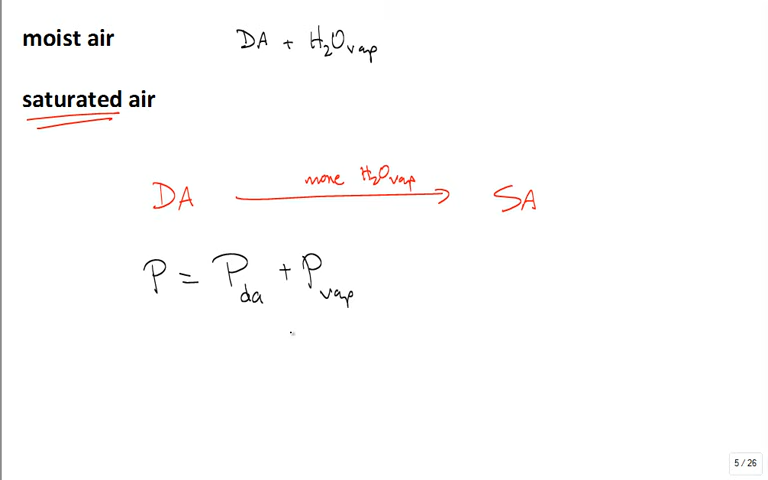 moist air DA + H₂Ovap
saturated air
more H₂Ovap
DA SA
P = Pda + Pvap
5 / 26